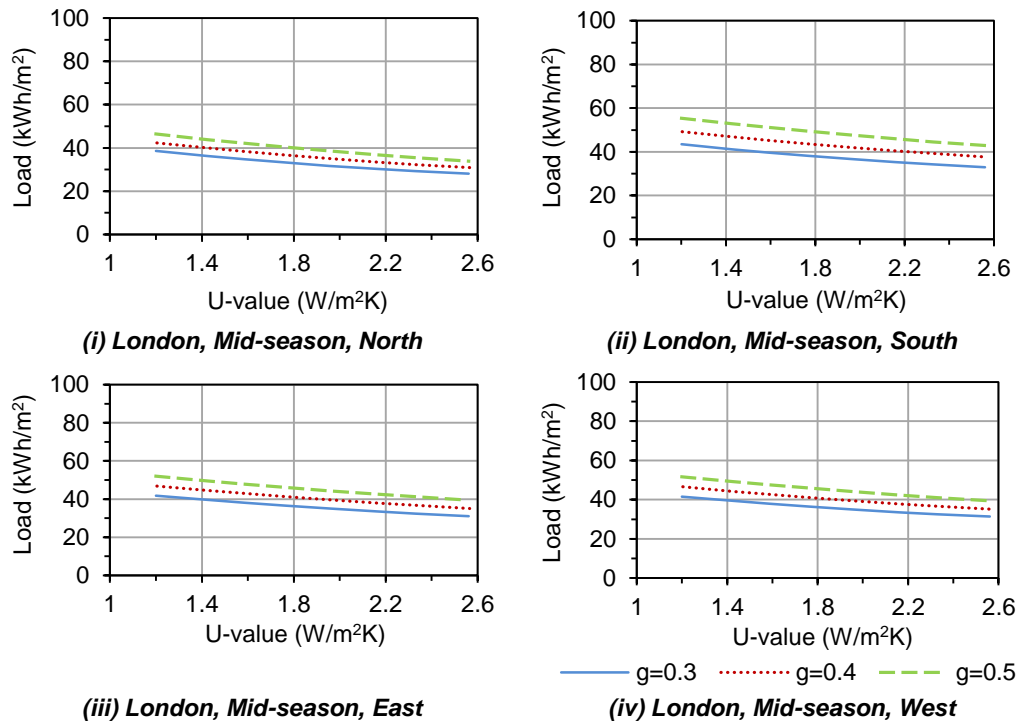 Load (kWh/m²)
100
80
60
40
20
0
1 1.4 1.8 2.2 2.6
U-value (W/m²K)
(i) London, Mid-season, North
Load (kWh/m²)
100
80
60
40
20
0
1 1.4 1.8 2.2 2.6
U-value (W/m²K)
(ii) London, Mid-season, South
Load (kWh/m²)
100
80
60
40
20
0
1 1.4 1.8 2.2 2.6
U-value (W/m²K)
(iii) London, Mid-season, East
Load (kWh/m²)
100
80
60
40
20
0
1 1.4 1.8 2.2 2.6
U-value (W/m²K)
g=0.3 g=0.4 g=0.5
(iv) London, Mid-season, West